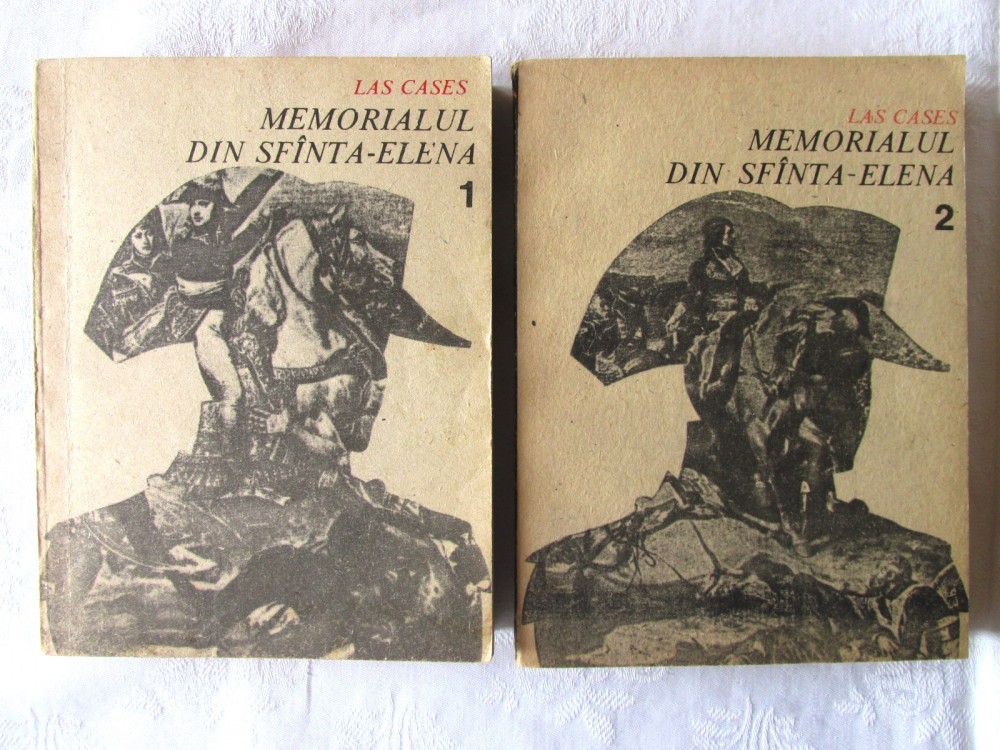 LAS CASES
MEMORIALUL
DIN SFÎNTA-ELENA
1
LAS CASES
MEMORIALUL
DIN SFÎNTA-ELENA
2